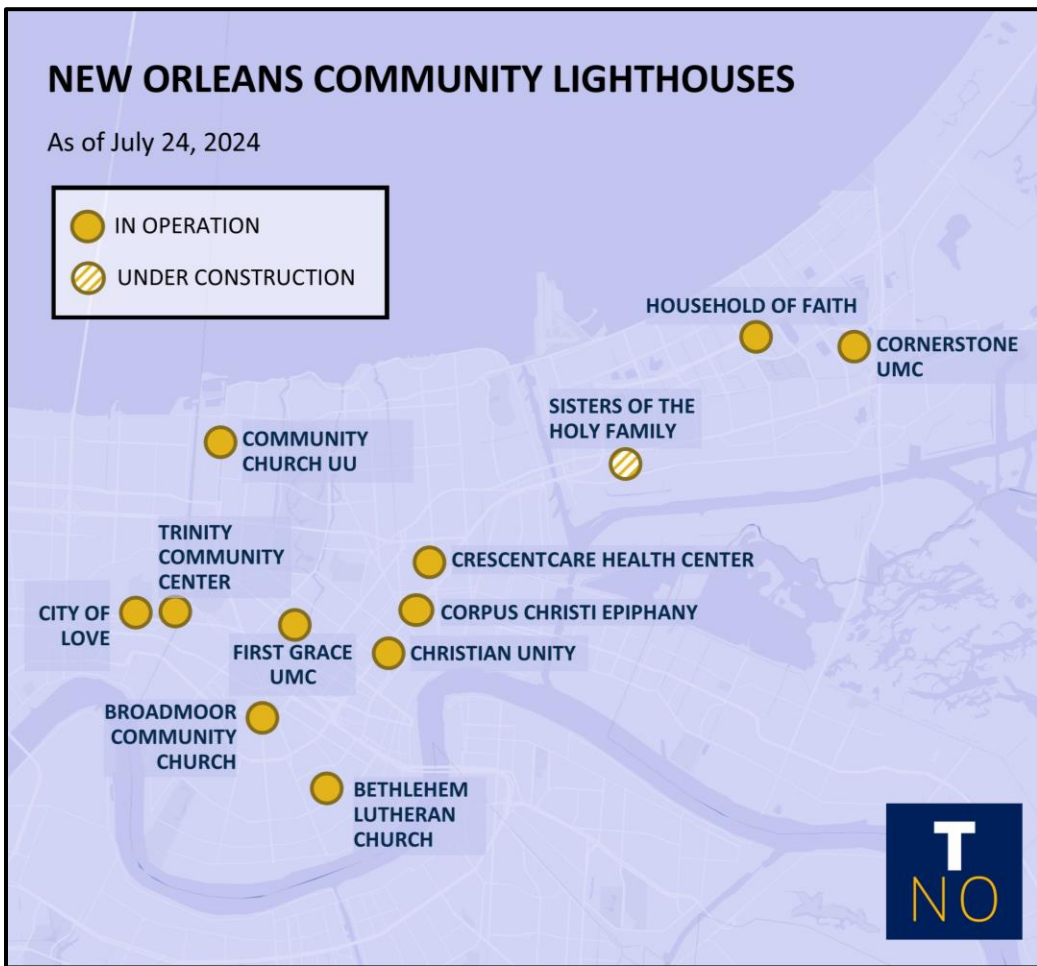 NEW ORLEANS COMMUNITY LIGHTHOUSES
As of July 24, 2024
IN OPERATION
UNDER CONSTRUCTION
HOUSEHOLD OF FAITH
CORNERSTONE
UMC
SISTERS OF THE
HOLY FAMILY
COMMUNITY
CHURCH UU
TRINITY
COMMUNITY
CENTER
CRESCENTCARE HEALTH CENTER
CITY OF
LOVE
CORPUS CHRISTI EPIPHANY
FIRST GRACE
UMC
CHRISTIAN UNITY
BROADMOOR
COMMUNITY
CHURCH
BETHLEHEM
LUTHERAN
CHURCH
T
NO